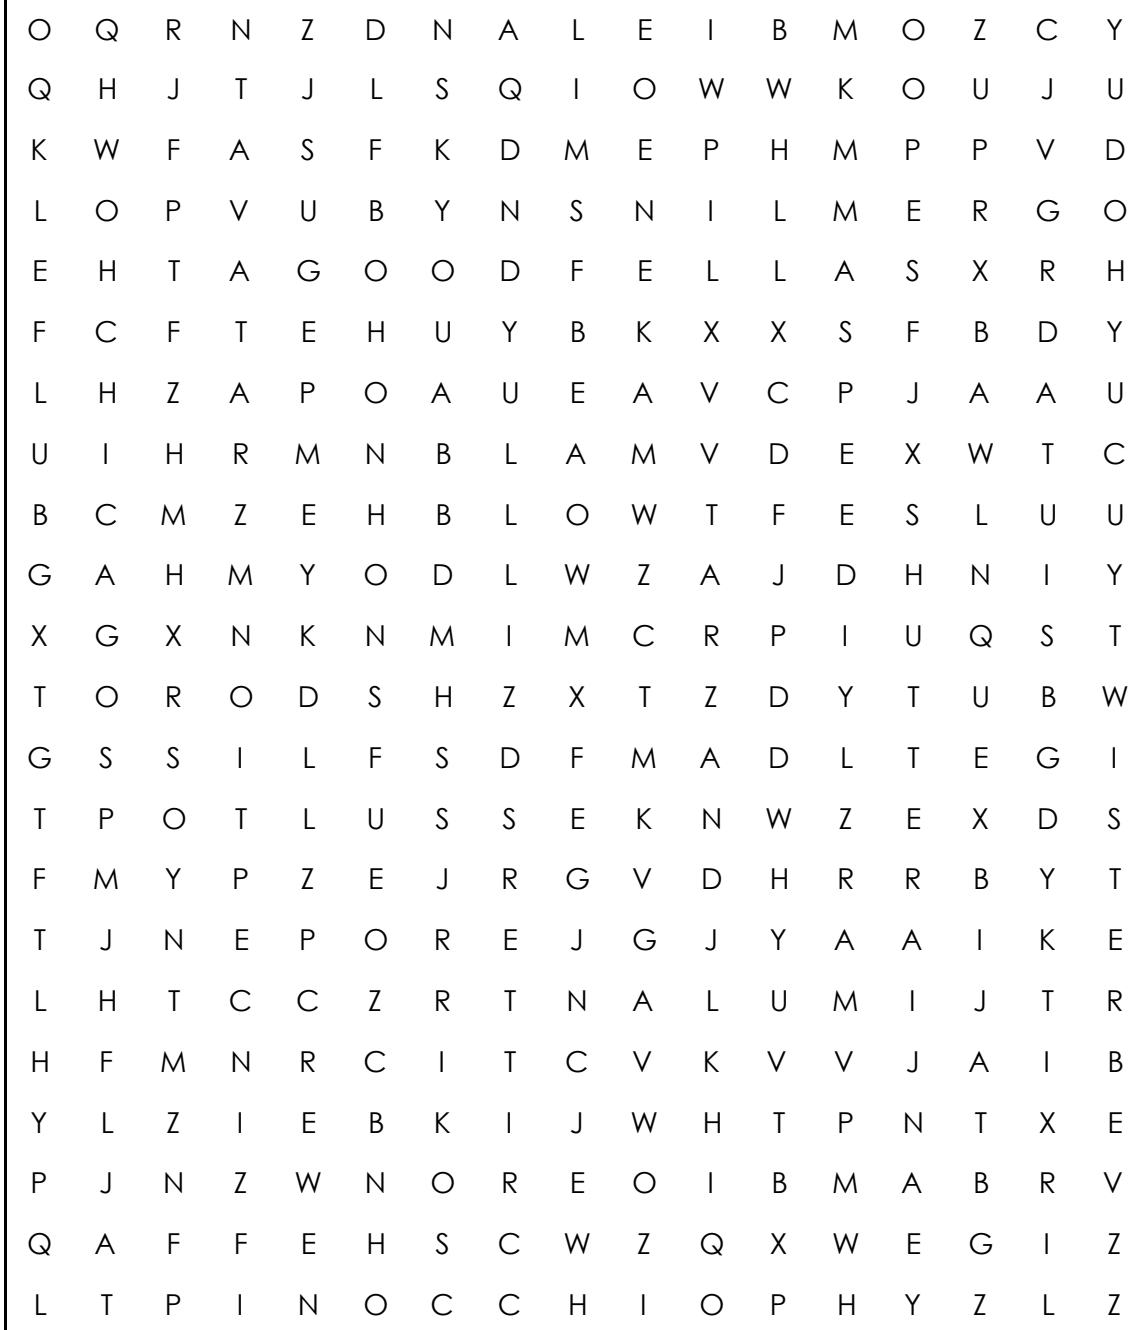 O Q R N Z D N A L E I B M O Z C Y
Q H J T J L S Q I O W W K O U J U
K W F A S F K D M E P H M P P V D
L O P V U B Y N S N I L M E R G O
E H T A G O O D F E L L A S X R H
F C F T E H U Y B K X X S F B D Y
L H Z A P O A U E A V C P J A A U
U I H R M N B L A M V D E X W T C
B C M Z E H B L O W T F E S L U U
G A H M Y O D L W Z A J D H N I Y
X G X N K N M I M C R P I U Q S T
T O R O D S H Z X T Z D Y T U B W
G S S I L F S D F M A D L T E G I
T P O T L U S S E K N W Z E X D S
F M Y P Z E J R G V D H R R B Y T
T J N E P O R E J G J Y A A I K E
L H T C C Z R T N A L U M I J T R
H F M N R C I T C V K V V J A I B
Y L Z I E B K I J W H T P N T X E
P J N Z W N O R E O I B M A B R V
Q A F F E H S C W Z Q X W E G I Z
L T P I N O C C H I O P H Y Z L Z